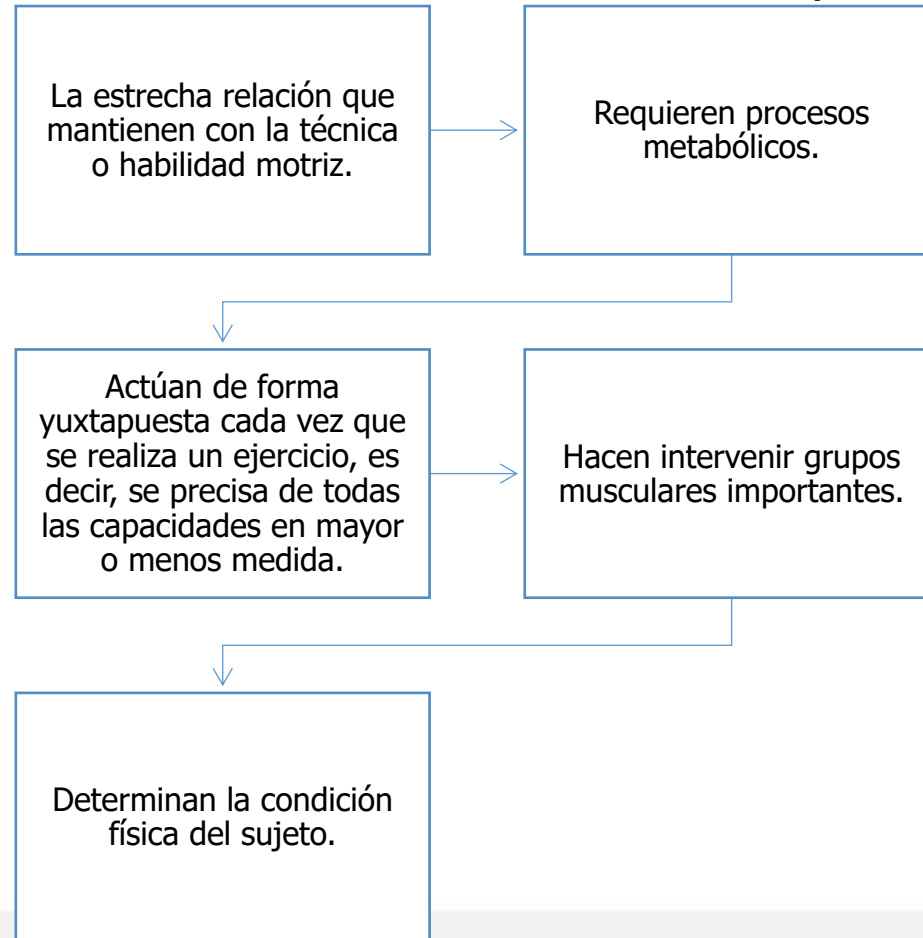 La estrecha relación que
mantienen con la técnica
o habilidad motriz.
Requieren procesos
metabólicos.
Actúan de forma
yuxtapuesta cada vez que
se realiza un ejercicio, es
decir, se precisa de todas
las capacidades en mayor
o menos medida.
Hacen intervenir grupos
musculares importantes.
Determinan la condición
física del sujeto.